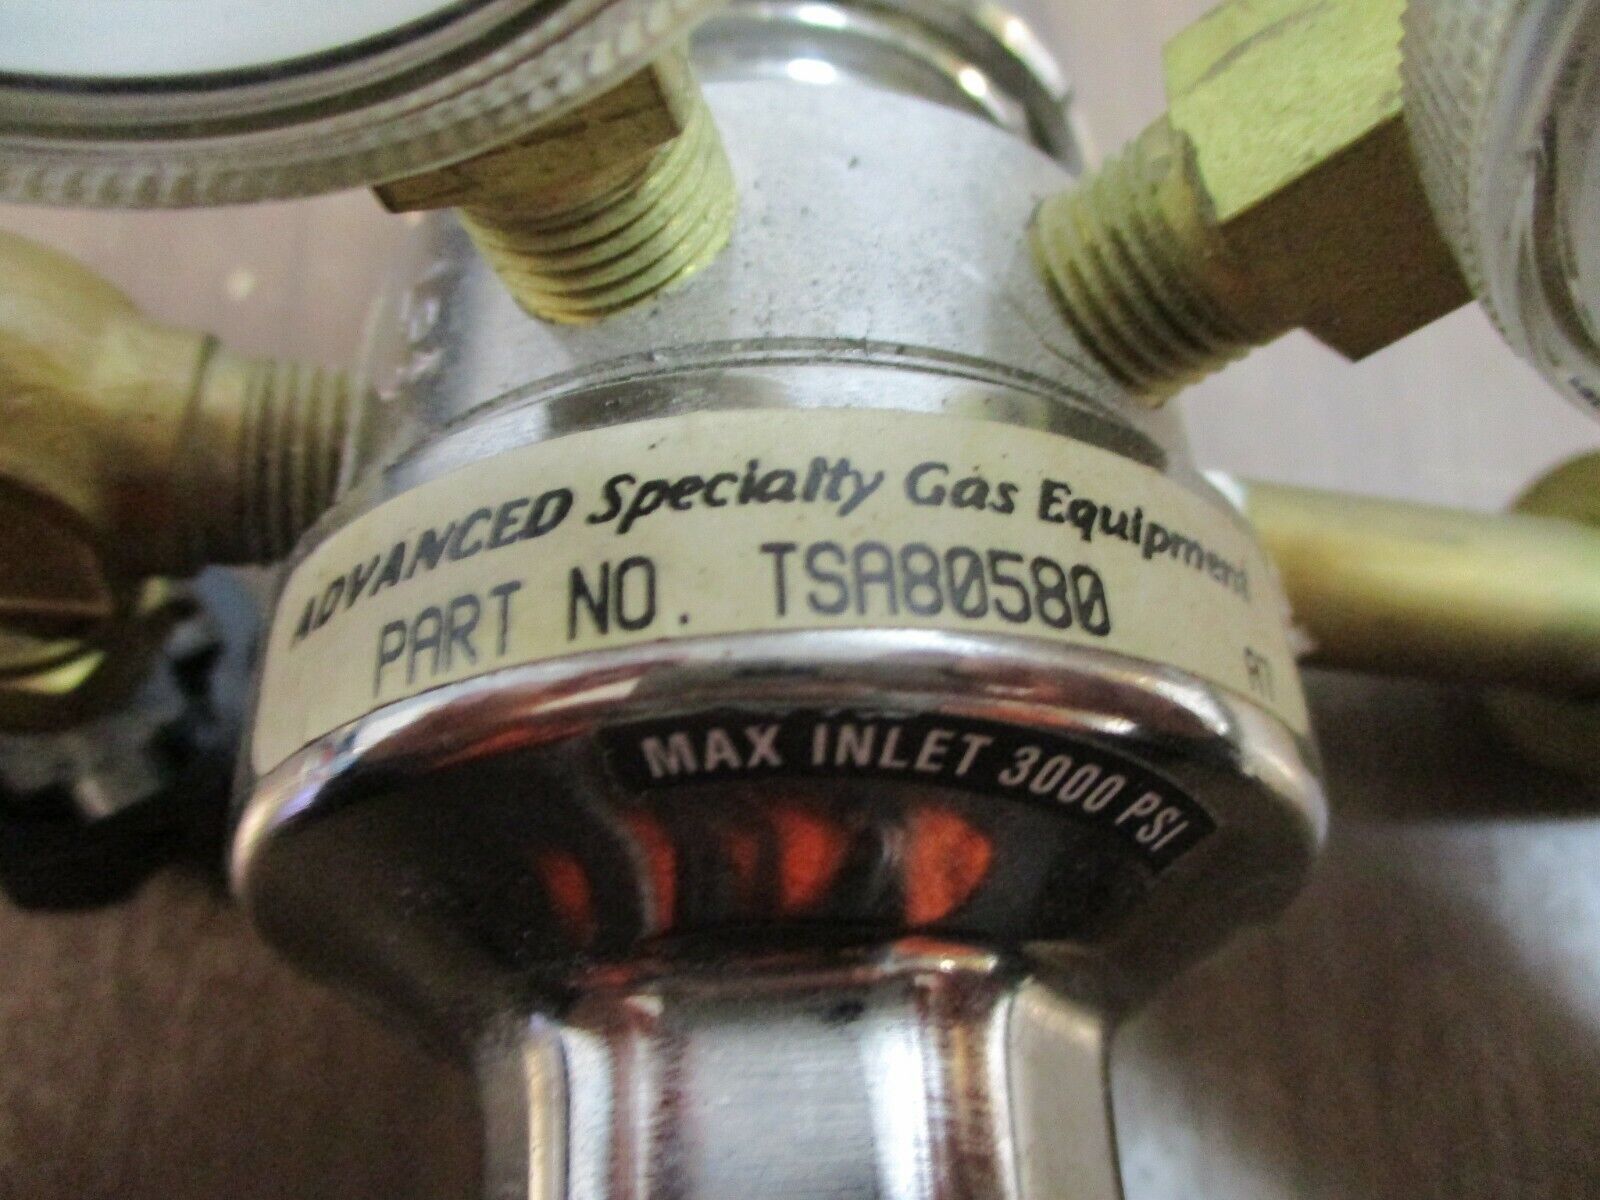 ADVANCED Specialty Gas Equipment
PART NO. TSA80580
MAX INLET 3000 PSI